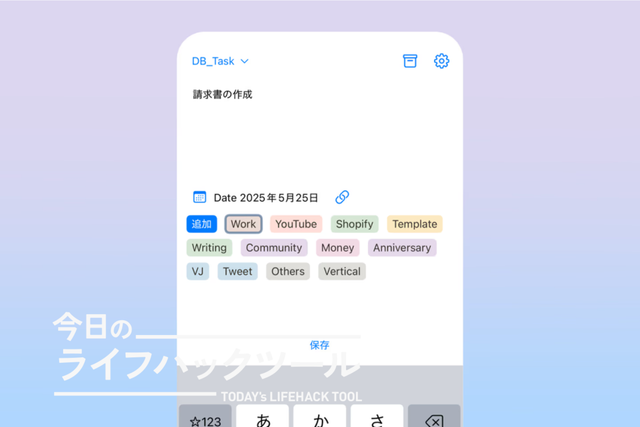 DB_Task
請求書の作成
Date 2025年5月25日
追加 Work YouTube Shopify Template
Writing Community Money Anniversary
VJ Tweet Others Vertical
保存
今日の
ライフハックツール
TODAY's LIFEHACK TOOL
☆123 あ か さ